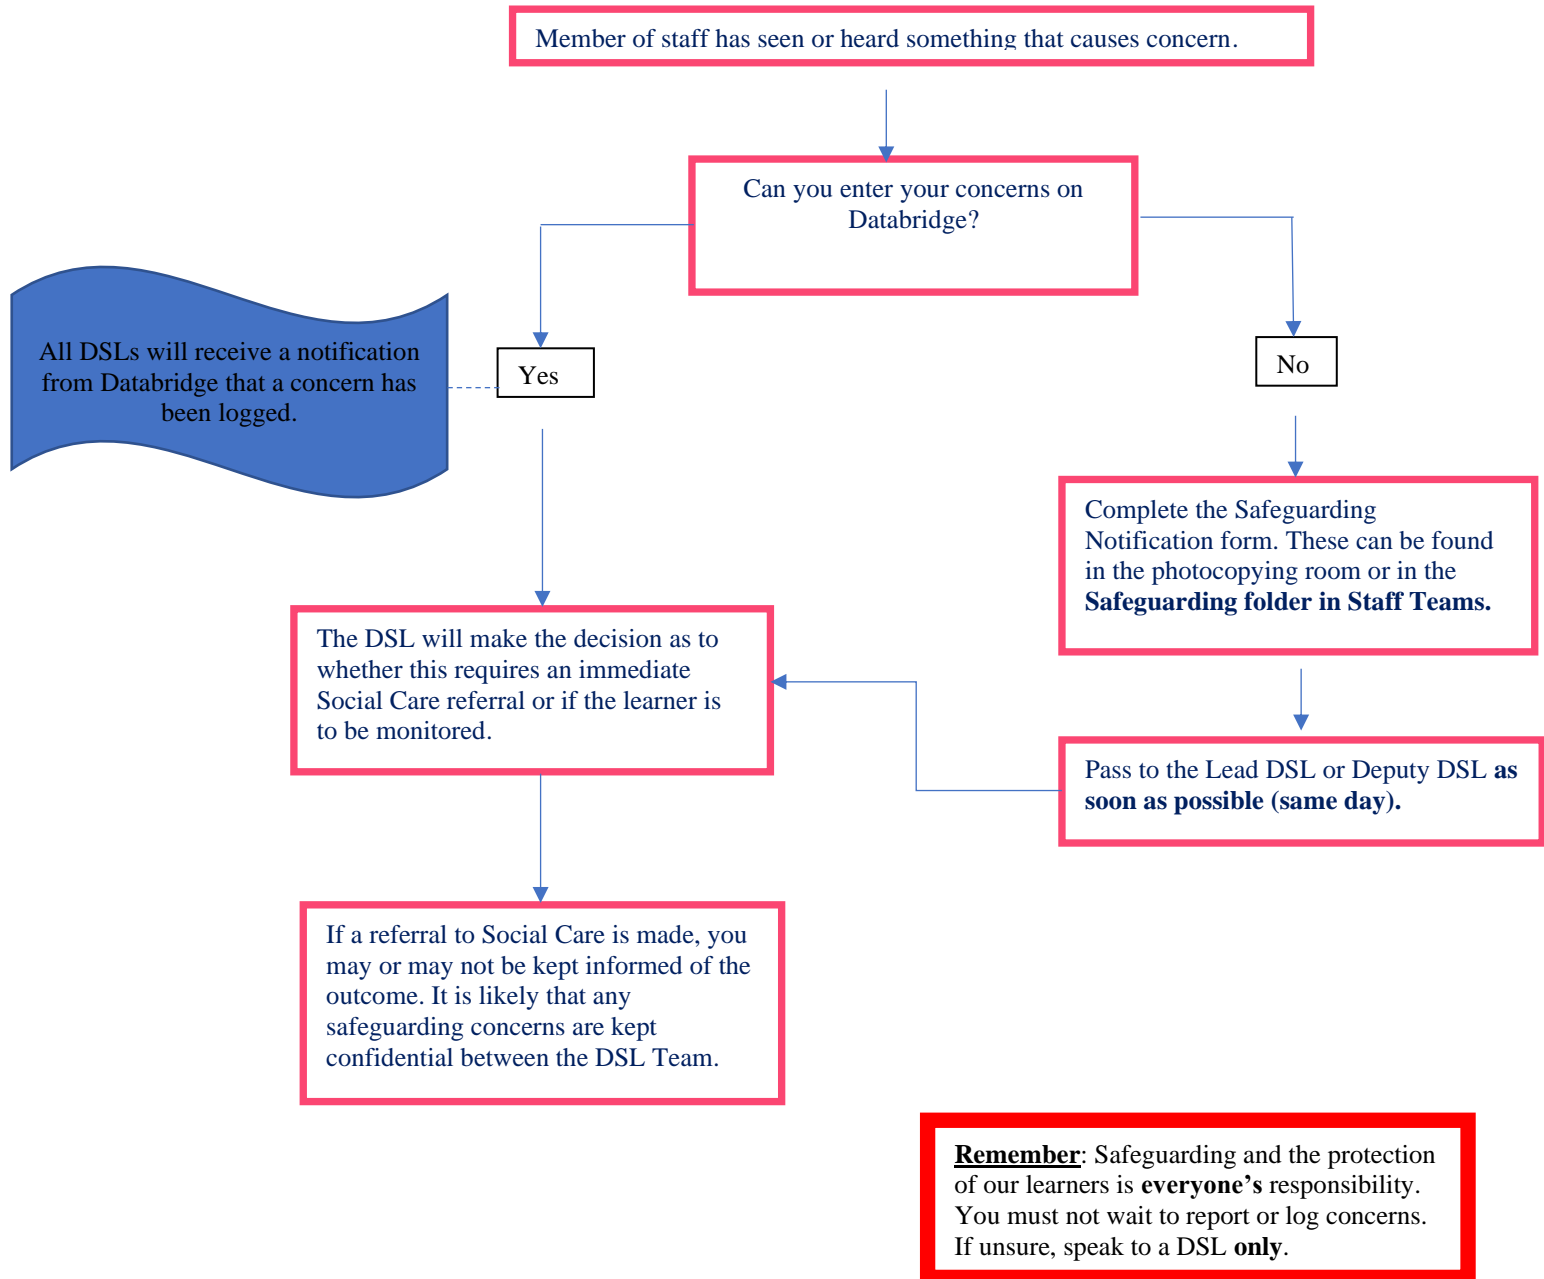 Member of staff has seen or heard something that causes concern.
Can you enter your concerns on
Databridge?
All DSLs will receive a notification
from Databridge that a concern has
been logged.
Yes
No
Complete the Safeguarding
Notification form. These can be found
in the photocopying room or in the
Safeguarding folder in Staff Teams.
The DSL will make the decision as to
whether this requires an immediate
Social Care referral or if the learner is
to be monitored.
Pass to the Lead DSL or Deputy DSL as
soon as possible (same day).
If a referral to Social Care is made, you
may or may not be kept informed of the
outcome. It is likely that any
safeguarding concerns are kept
confidential between the DSL Team.
Remember: Safeguarding and the protection
of our learners is everyone’s responsibility.
You must not wait to report or log concerns.
If unsure, speak to a DSL only.